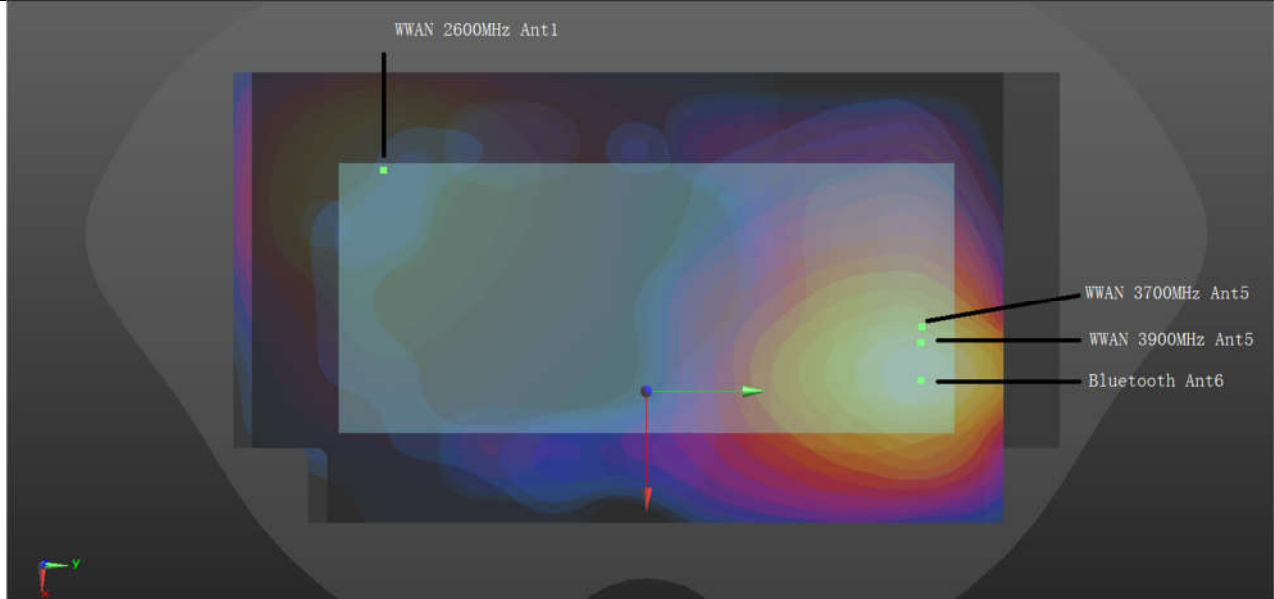 WWAN 2600MHz Ant1
WWAN 3700MHz Ant5
WWAN 3900MHz Ant5
Bluetooth Ant6
y
x